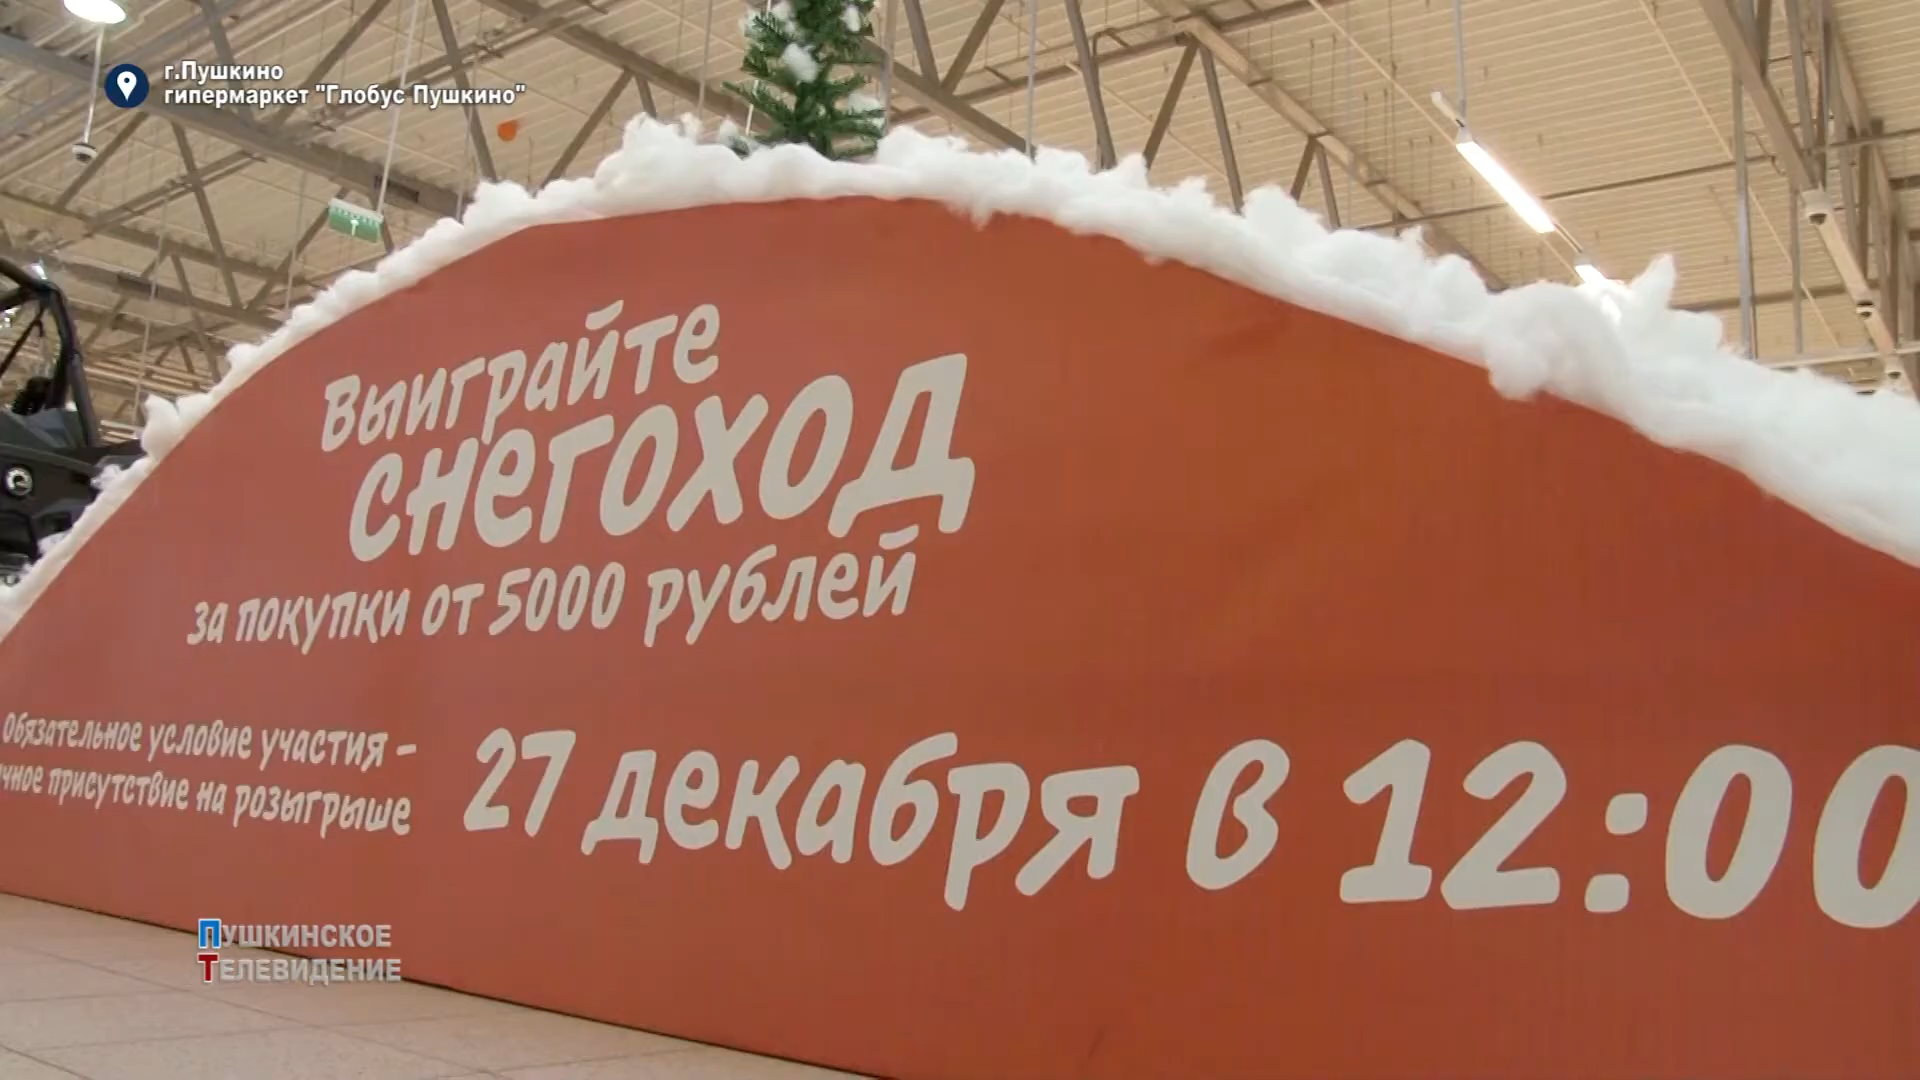 г.Пушкино
гипермаркет "Глобус Пушкино"
Выиграйте
снегоход
за покупки от 5000 рублей
Обязательное условие участия –
присутствие на розыгрыше
27 декабря в 12:00
Пушкинское
Телевидение